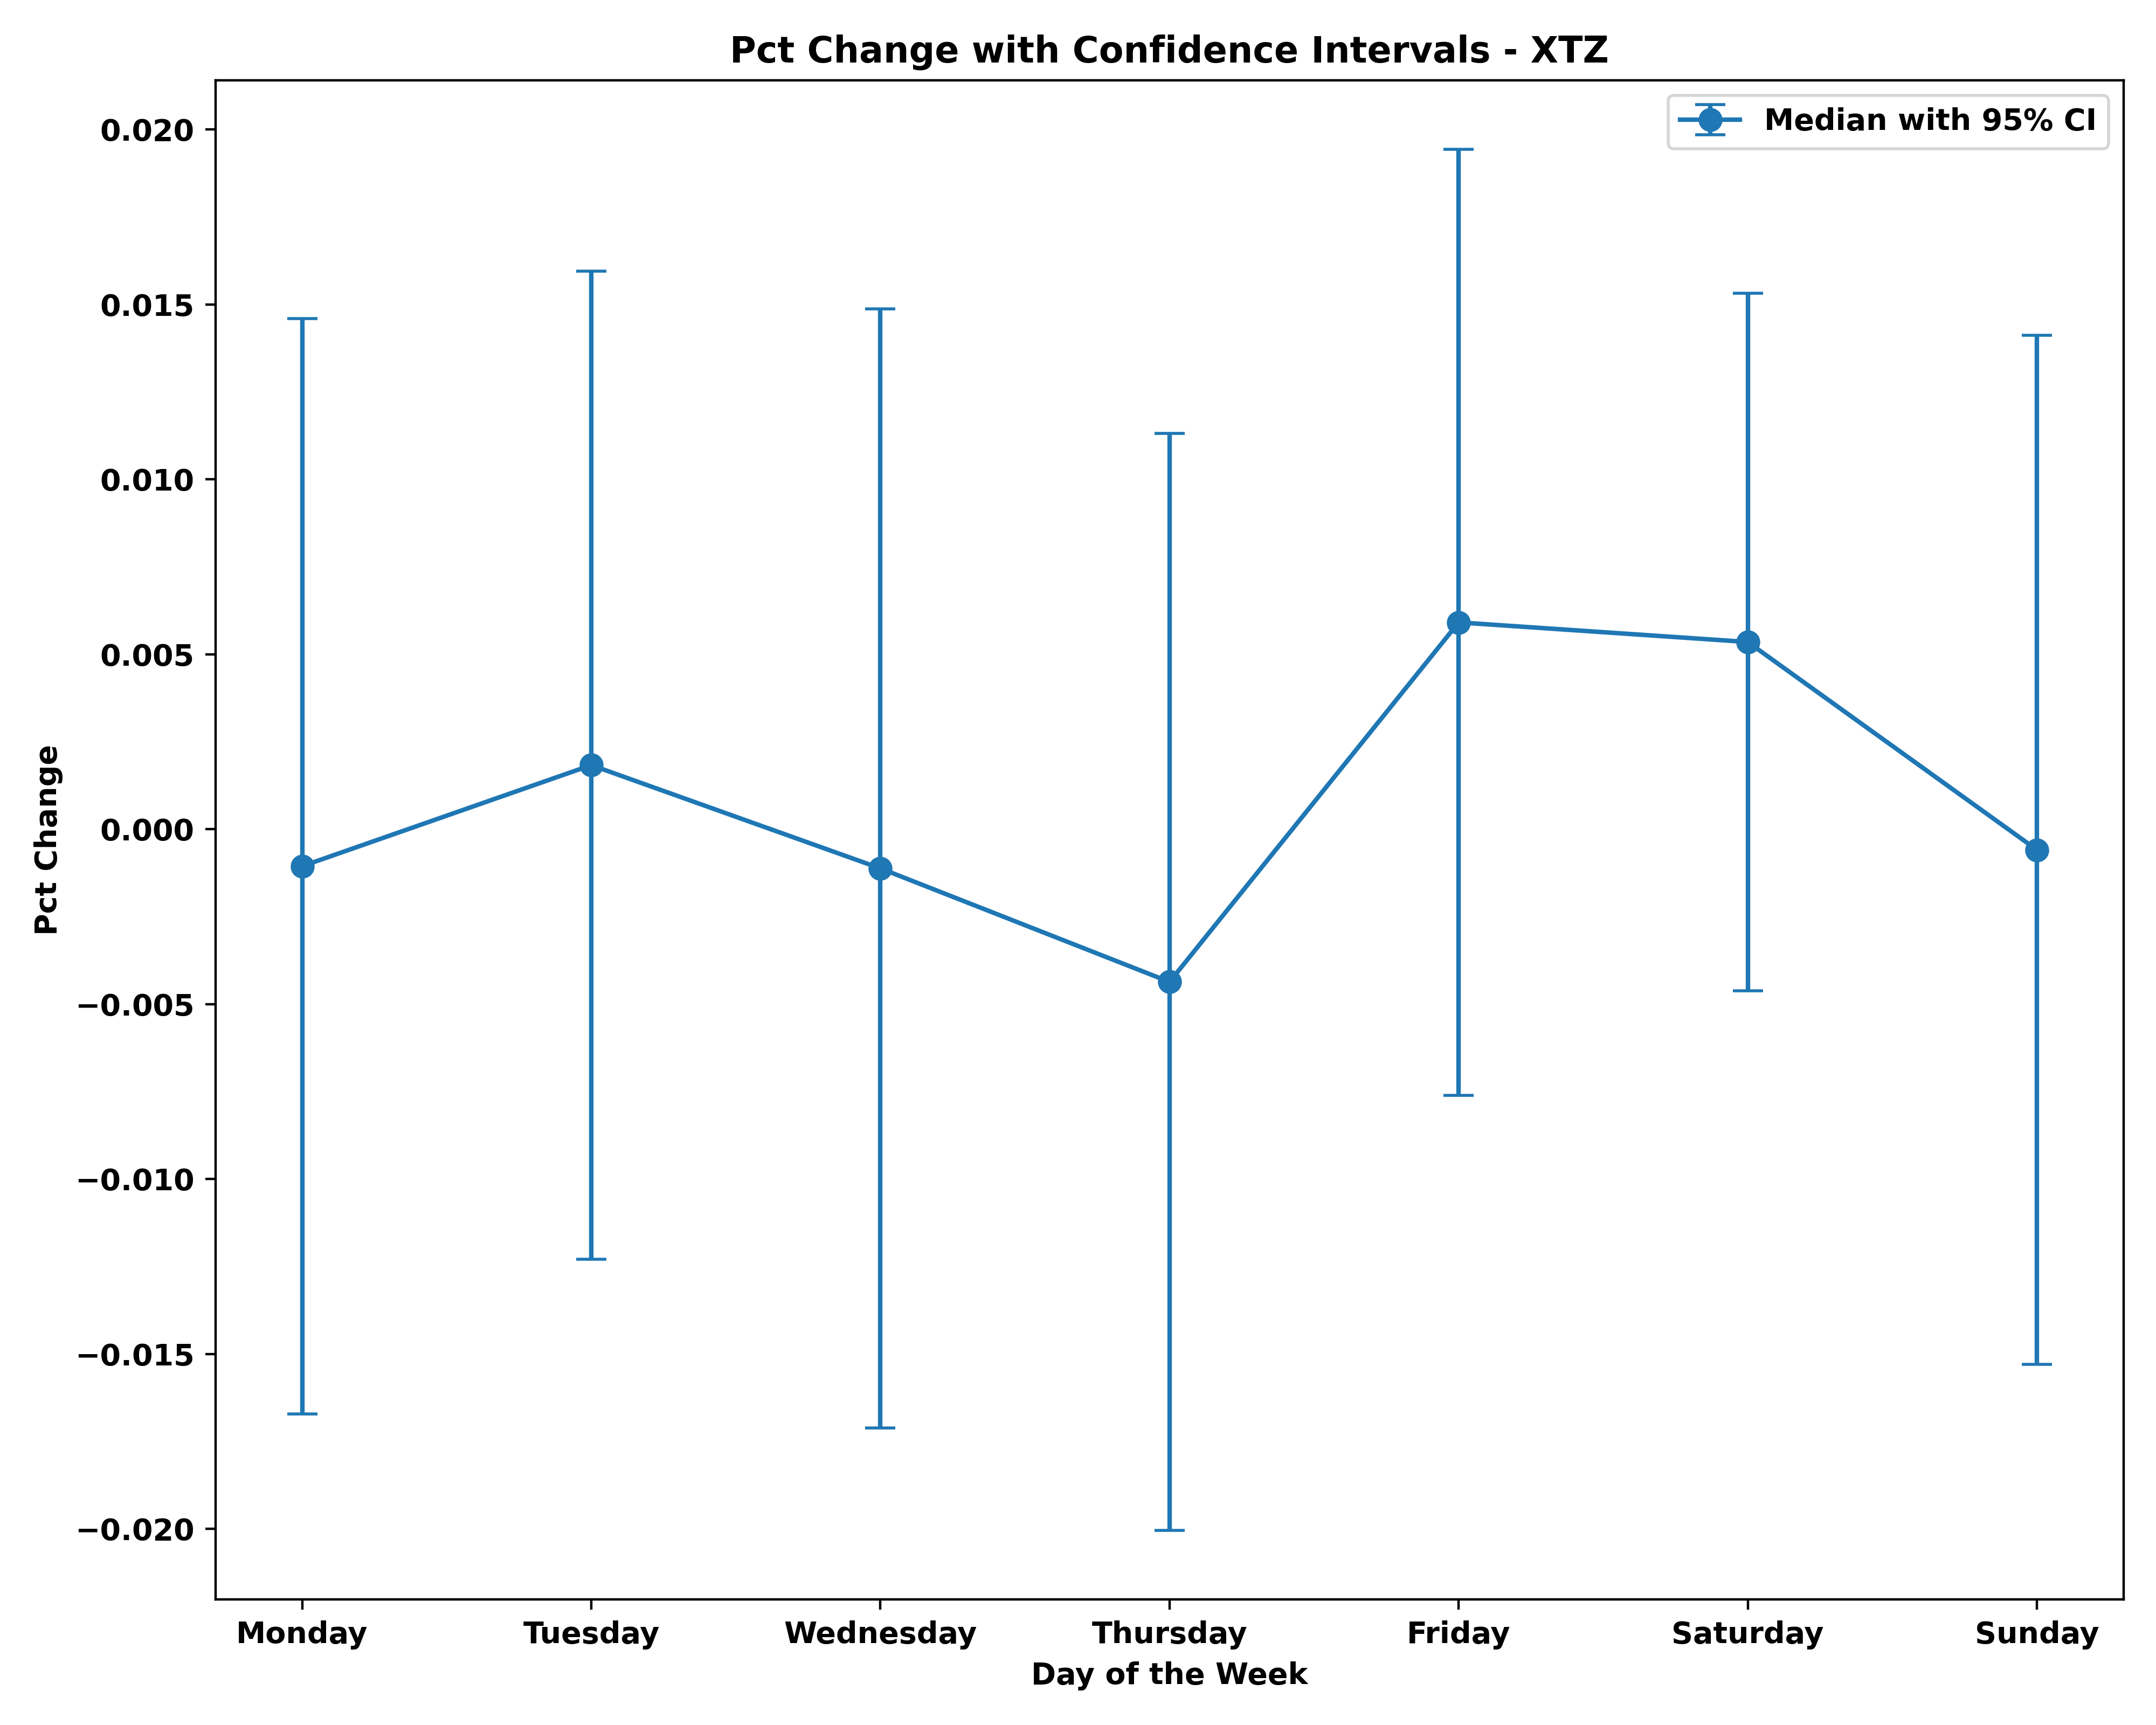 Pct Change with Confidence Intervals - XTZ
Median with 95% CI
0.020
0.015
0.010
0.005
0.000
−0.005
−0.010
−0.015
−0.020
Pct Change
Monday Tuesday Wednesday Thursday Friday Saturday Sunday
Day of the Week